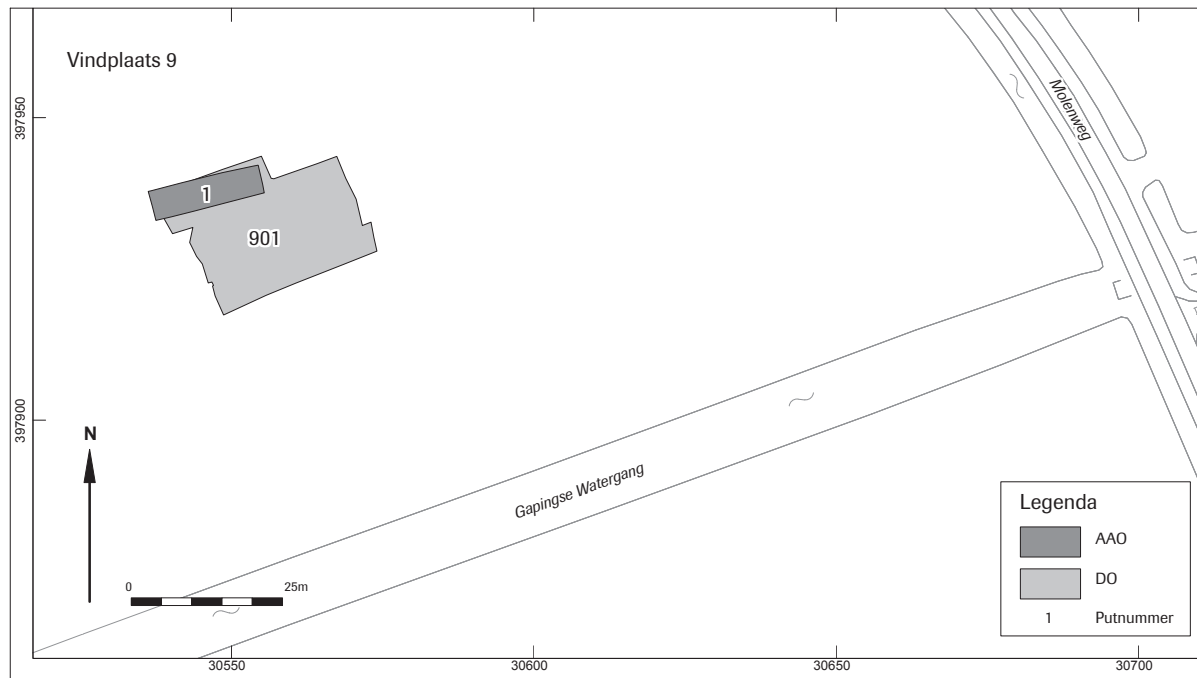 Vindplaats 9
Molenweg
397950
1
901
397900
N
Gapingse Watergang
0 25m
Legenda
AAO
DO
1 Putnummer
30550 30600 30650 30700